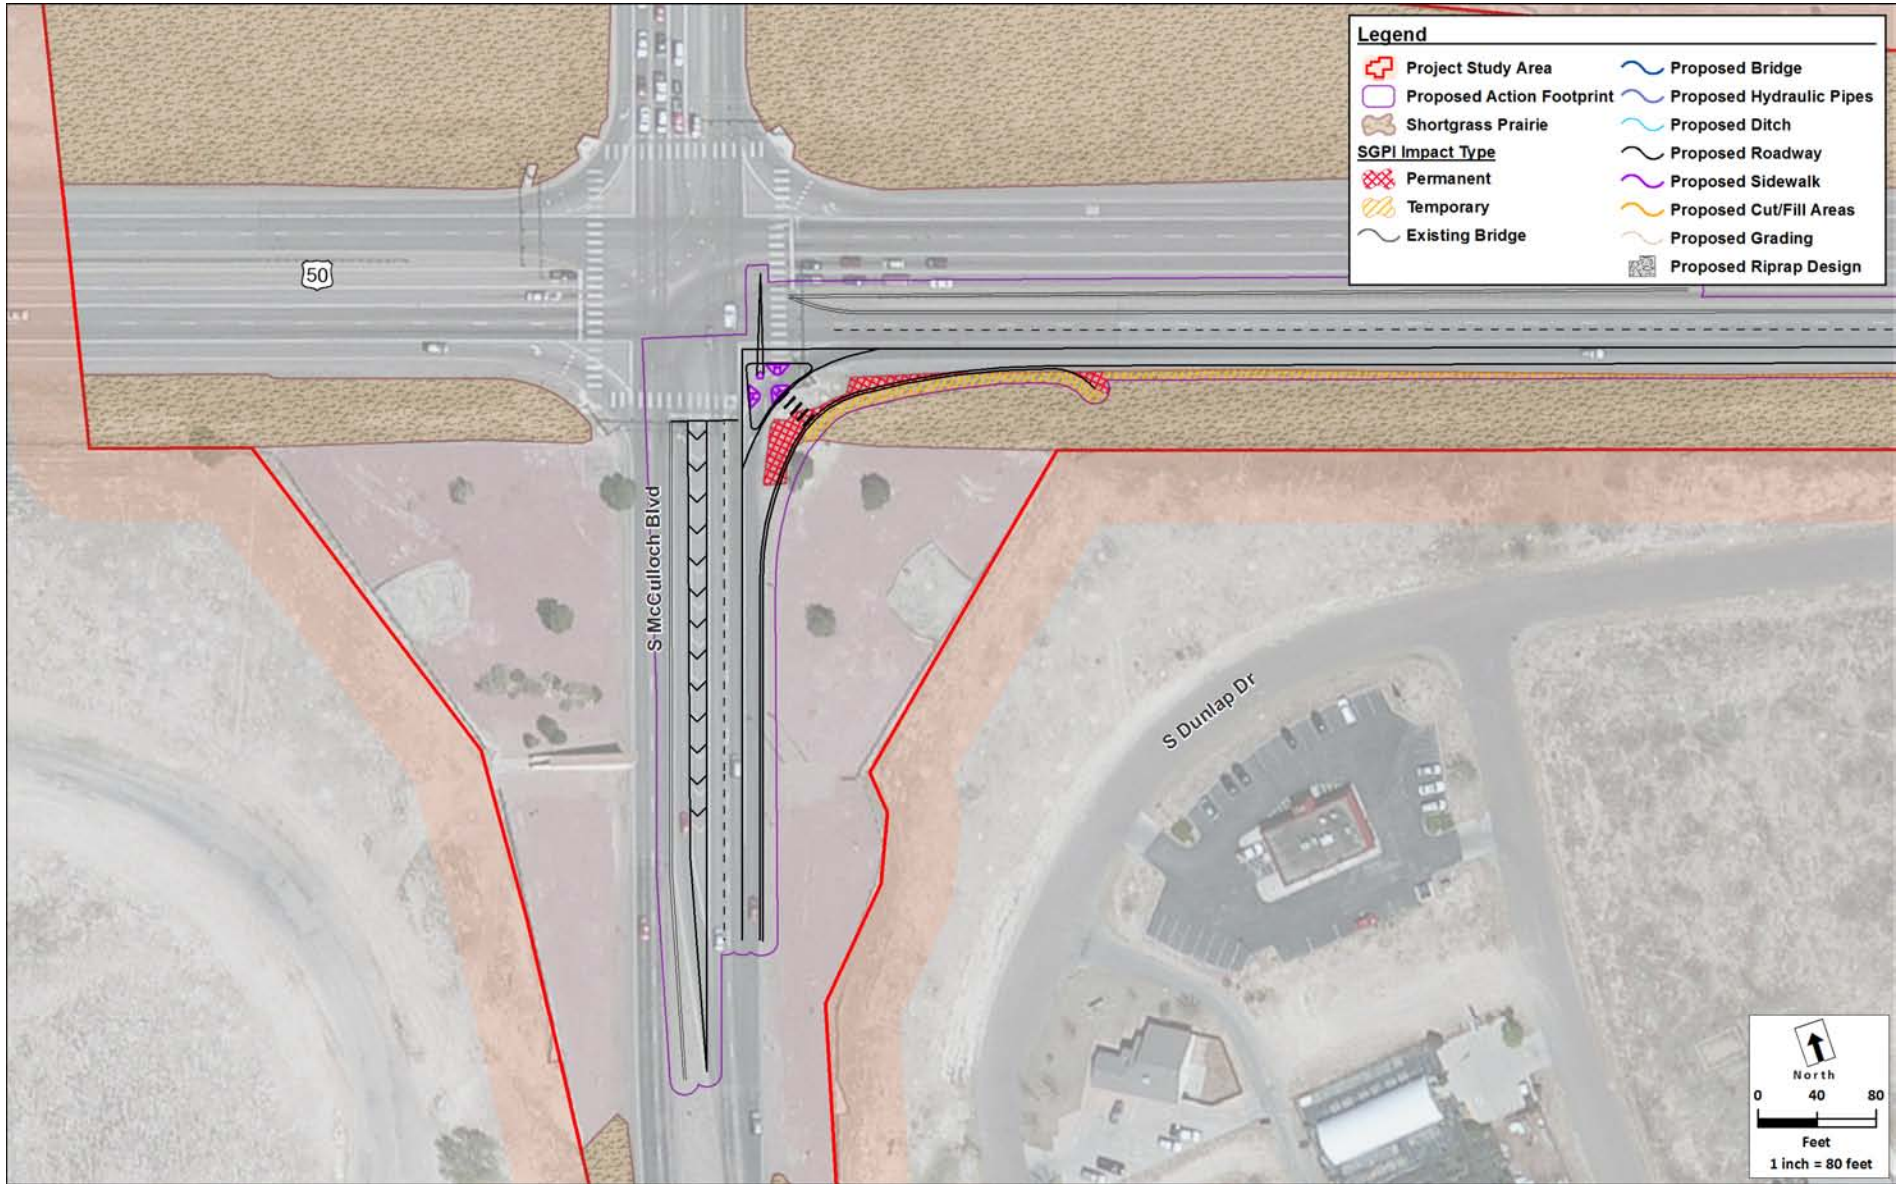 Legend
Project Study Area
Proposed Action Footprint
Shortgrass Prairie
SGPI Impact Type
Permanent
Temporary
Existing Bridge
Proposed Bridge
Proposed Hydraulic Pipes
Proposed Ditch
Proposed Roadway
Proposed Sidewalk
Proposed Cut/Fill Areas
Proposed Grading
Proposed Riprap Design
50
S McCulloch Blvd
S Dunlap Dr
North
0 40 80
Feet
1 inch = 80 feet